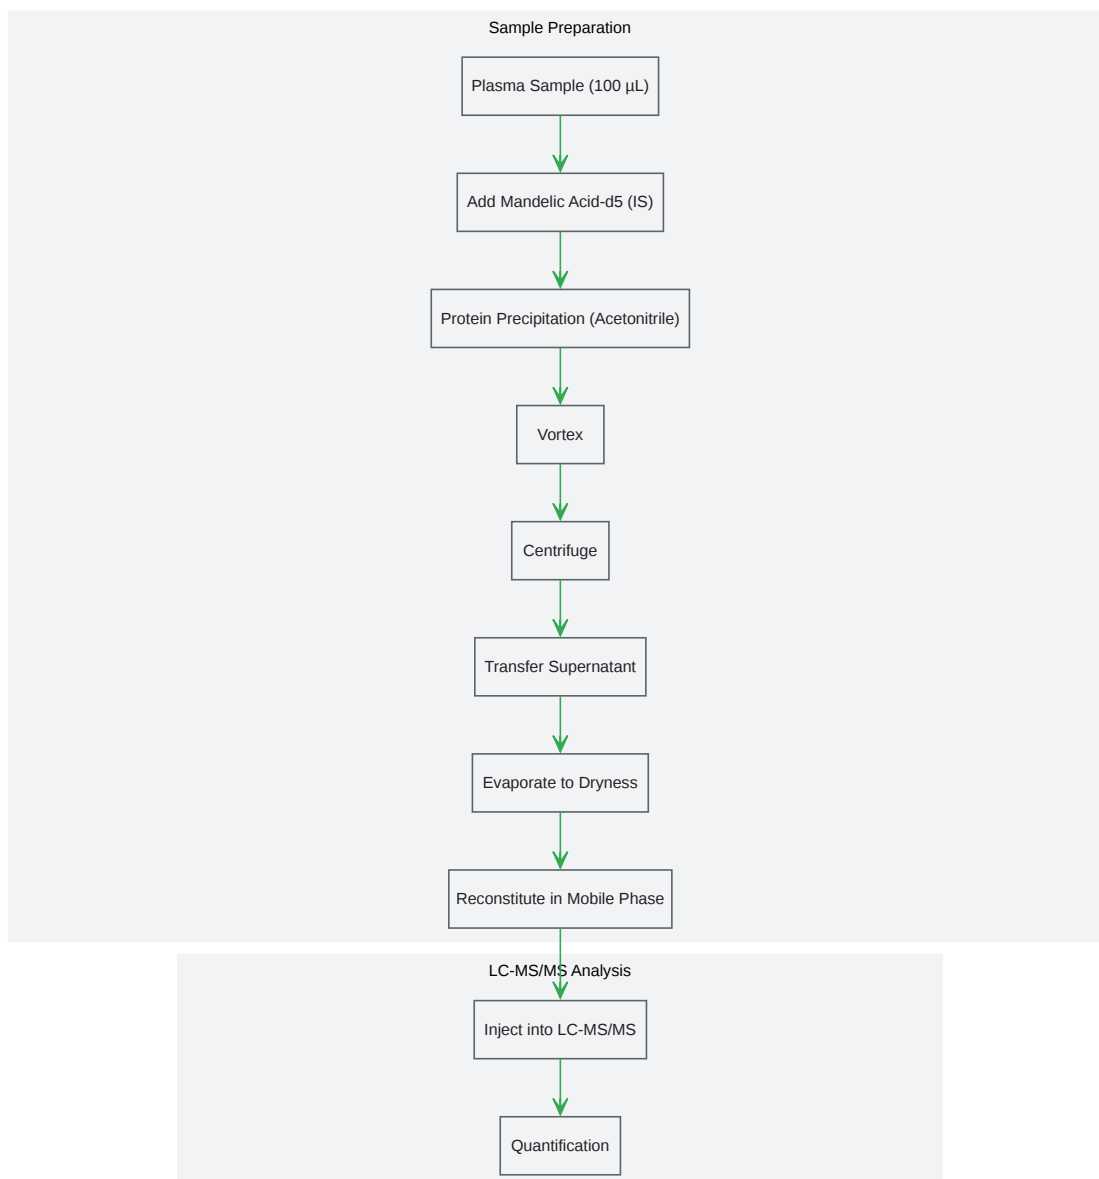 Sample Preparation
Plasma Sample (100 µL)
Add Mandelic Acid-d5 (IS)
Protein Precipitation (Acetonitrile)
Vortex
Centrifuge
Transfer Supernatant
Evaporate to Dryness
Reconstitute in Mobile Phase
LC-MS/MS Analysis
Inject into LC-MS/MS
Quantification